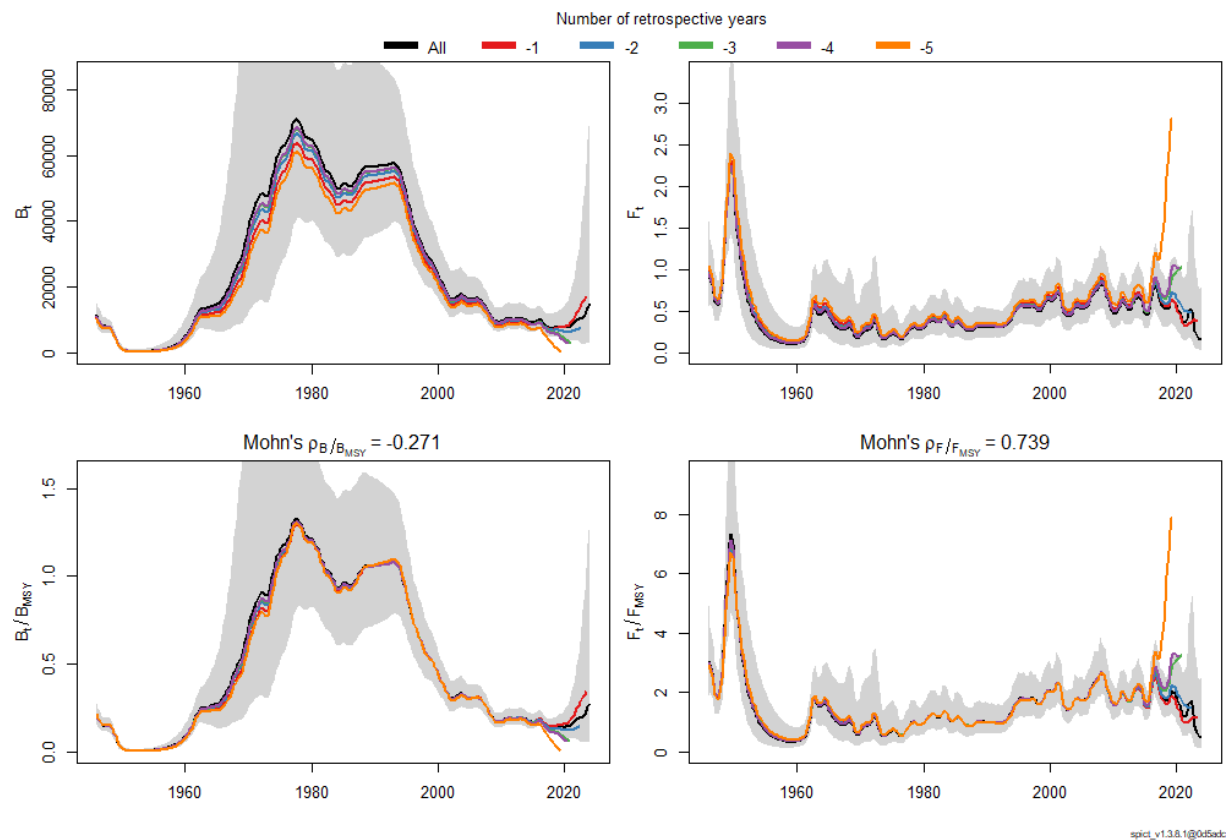 Number of retrospective years
All -1 -2 -3 -4 -5
Bt
0 20000 40000 60000 80000
1960 1980 2000 2020
Ft
0.0 0.5 1.0 1.5 2.0 2.5 3.0
1960 1980 2000 2020
Mohn's ρB/BMSY = -0.271
Bt/BMSY
0.0 0.5 1.0 1.5
1960 1980 2000 2020
Mohn's ρF/FMSY = 0.739
Ft/FMSY
0 2 4 6 8
1960 1980 2000 2020
spict_v1.3.8.1@0d5adc